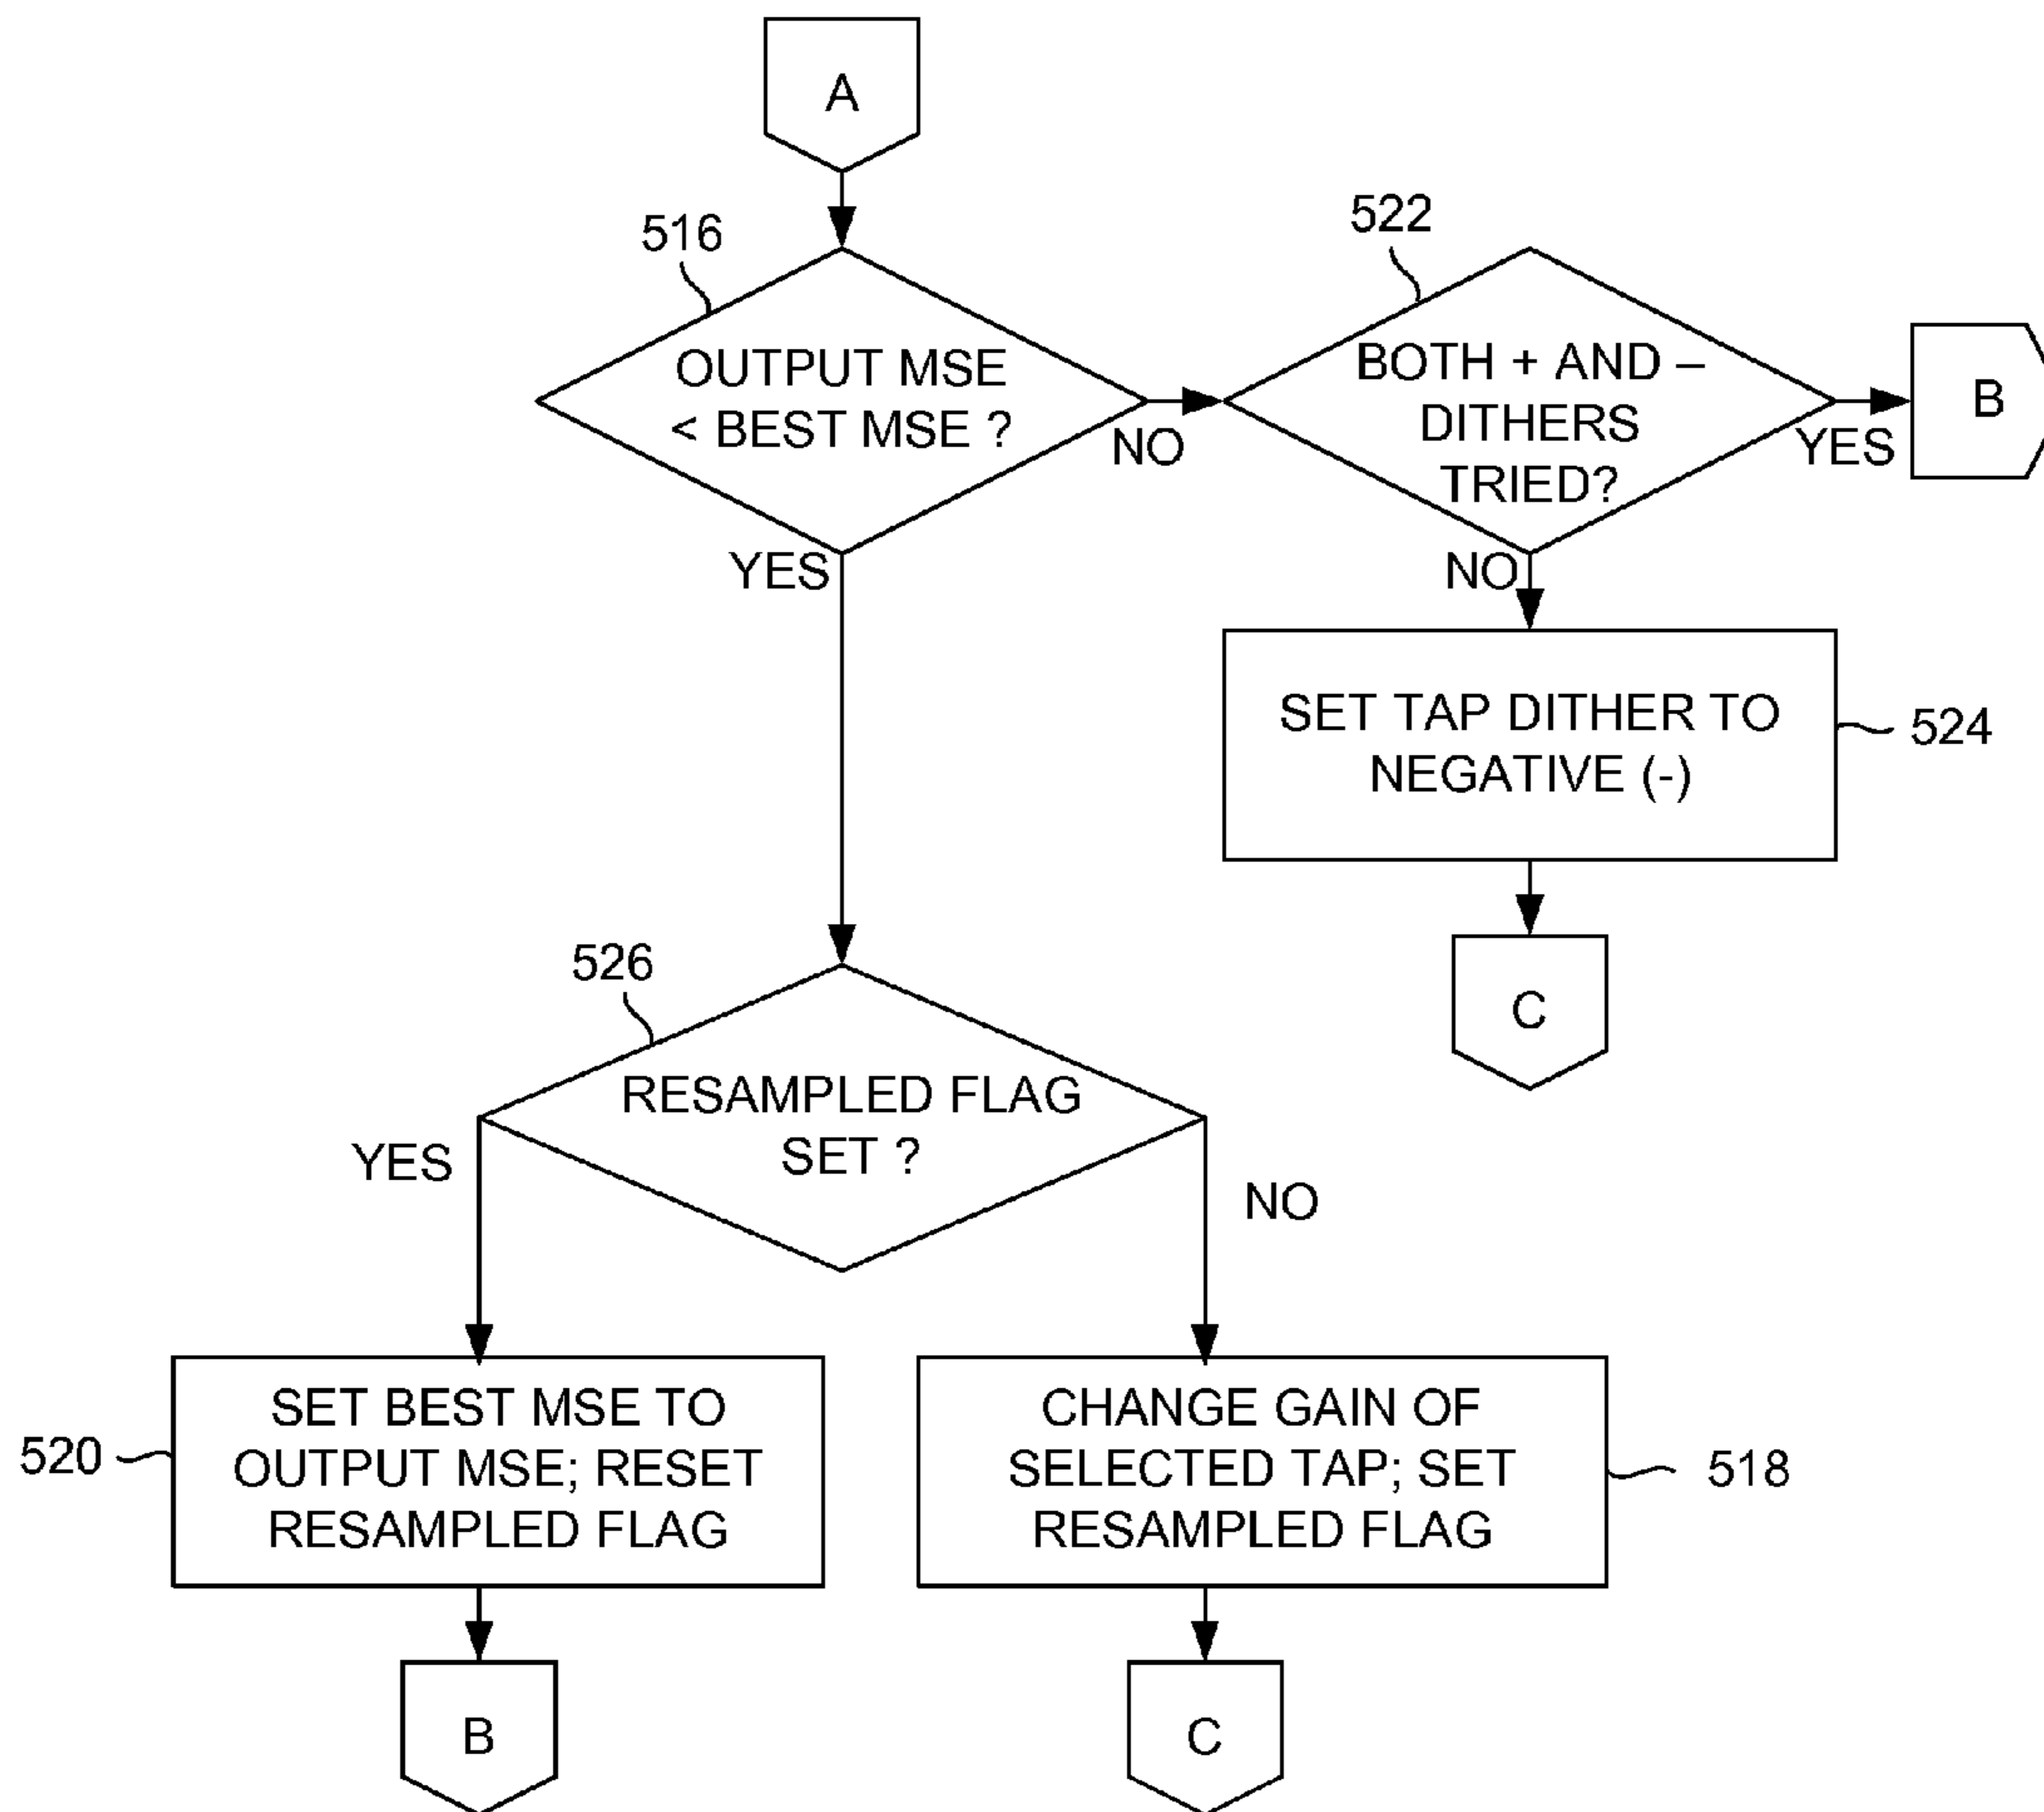 A
516
522
OUTPUT MSE
< BEST MSE ?
NO
BOTH + AND –
DITHERS
TRIED?
YES
B
YES
NO
SET TAP DITHER TO
NEGATIVE (-)
524
C
526
RESAMPLED FLAG
SET ?
YES
NO
520
SET BEST MSE TO
OUTPUT MSE; RESET
RESAMPLED FLAG
CHANGE GAIN OF
SELECTED TAP; SET
RESAMPLED FLAG
518
B
C